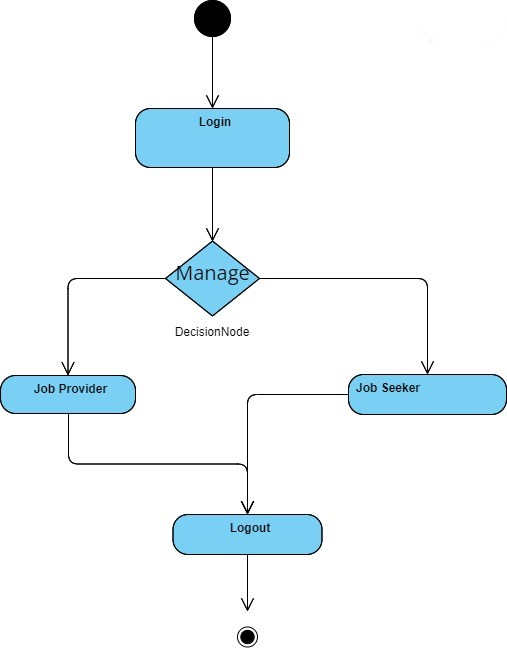 Login
Manage
DecisionNode
Job Provider
Job Seeker
Logout